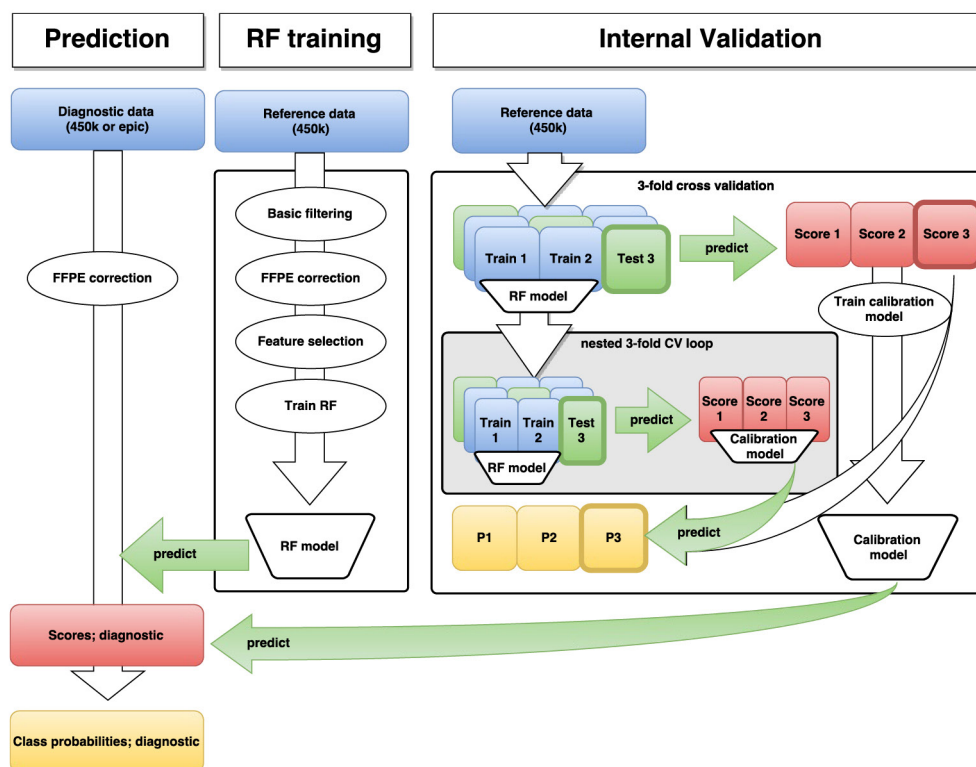 Prediction
RF training
Internal Validation
Diagnostic data
(450k or epic)
FFPE correction
Scores; diagnostic
Class probabilities; diagnostic
Reference data
(450k)
Basic filtering
FFPE correction
Feature selection
Train RF
RF model
predict
Reference data
(450k)
3-fold cross validation
Train 1
Train 2
Test 3
RF model
predict
Score 1
Score 2
Score 3
Train calibration
model
nested 3-fold CV loop
Train
1
Train
2
Test
3
RF model
predict
Score
1
Score
2
Score
3
Calibration
model
P1
P2
P3
predict
Calibration
model
predict